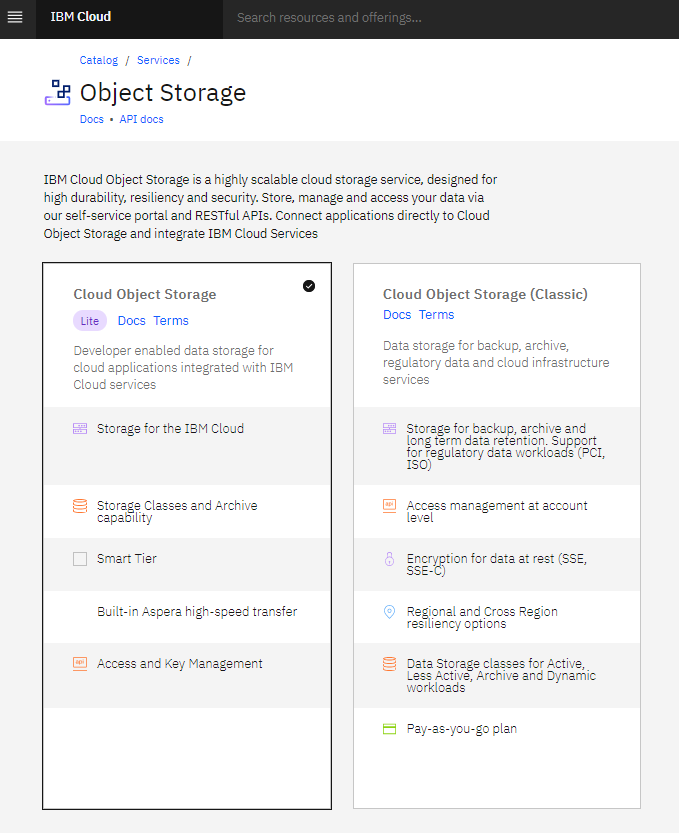 IBM Cloud
Search resources and offerings...
Catalog / Services /
Object Storage
Docs • API docs
IBM Cloud Object Storage is a highly scalable cloud storage service, designed for
high durability, resiliency and security. Store, manage and access your data via
our self-service portal and RESTful APIs. Connect applications directly to Cloud
Object Storage and integrate IBM Cloud Services
Cloud Object Storage
Lite Docs Terms
Developer enabled data storage for
cloud applications integrated with IBM
Cloud services
Storage for the IBM Cloud
Storage Classes and Archive
capability
Smart Tier
Built-in Aspera high-speed transfer
api
Access and Key Management
Cloud Object Storage (Classic)
Docs Terms
Data storage for backup, archive,
regulatory data and cloud infrastructure
services
Storage for backup, archive and
long term data retention. Support
for regulatory data workloads (PCI,
ISO)
api
Access management at account
level
Encryption for data at rest (SSE,
SSE-C)
Regional and Cross Region
resiliency options
Data Storage classes for Active,
Less Active, Archive and Dynamic
workloads
Pay-as-you-go plan